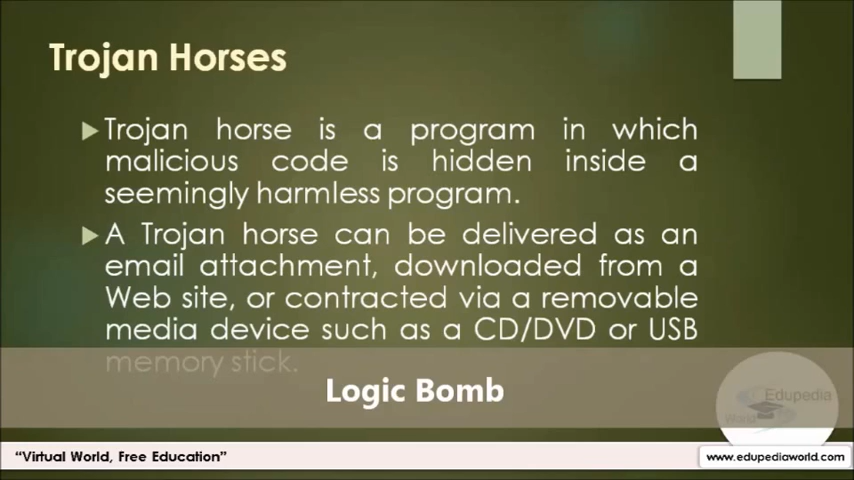 Trojan Horses
Trojan horse is a program in which
malicious code is hidden inside a
seemingly harmless program.
A Trojan horse can be delivered as an
email attachment, downloaded from a
Web site, or contracted via a removable
media device such as a CD/DVD or USB
memory stick.
Logic Bomb
Edupedia
World
"Virtual World, Free Education"
www.edupediaworld.com